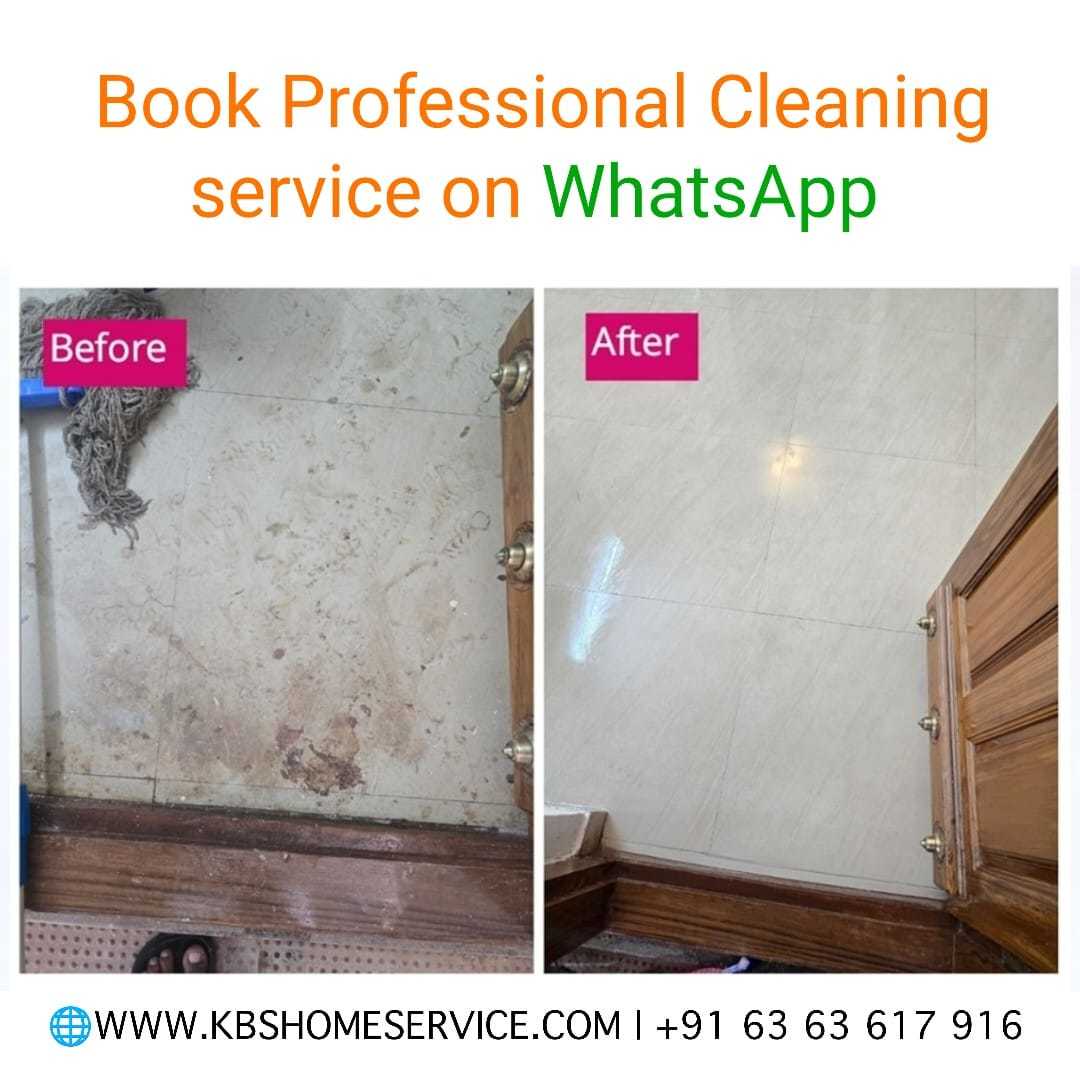 Book Professional Cleaning
service on WhatsApp
Before
After
WWW.KBSHOMESERVICE.COM | +91 63 63 617 916